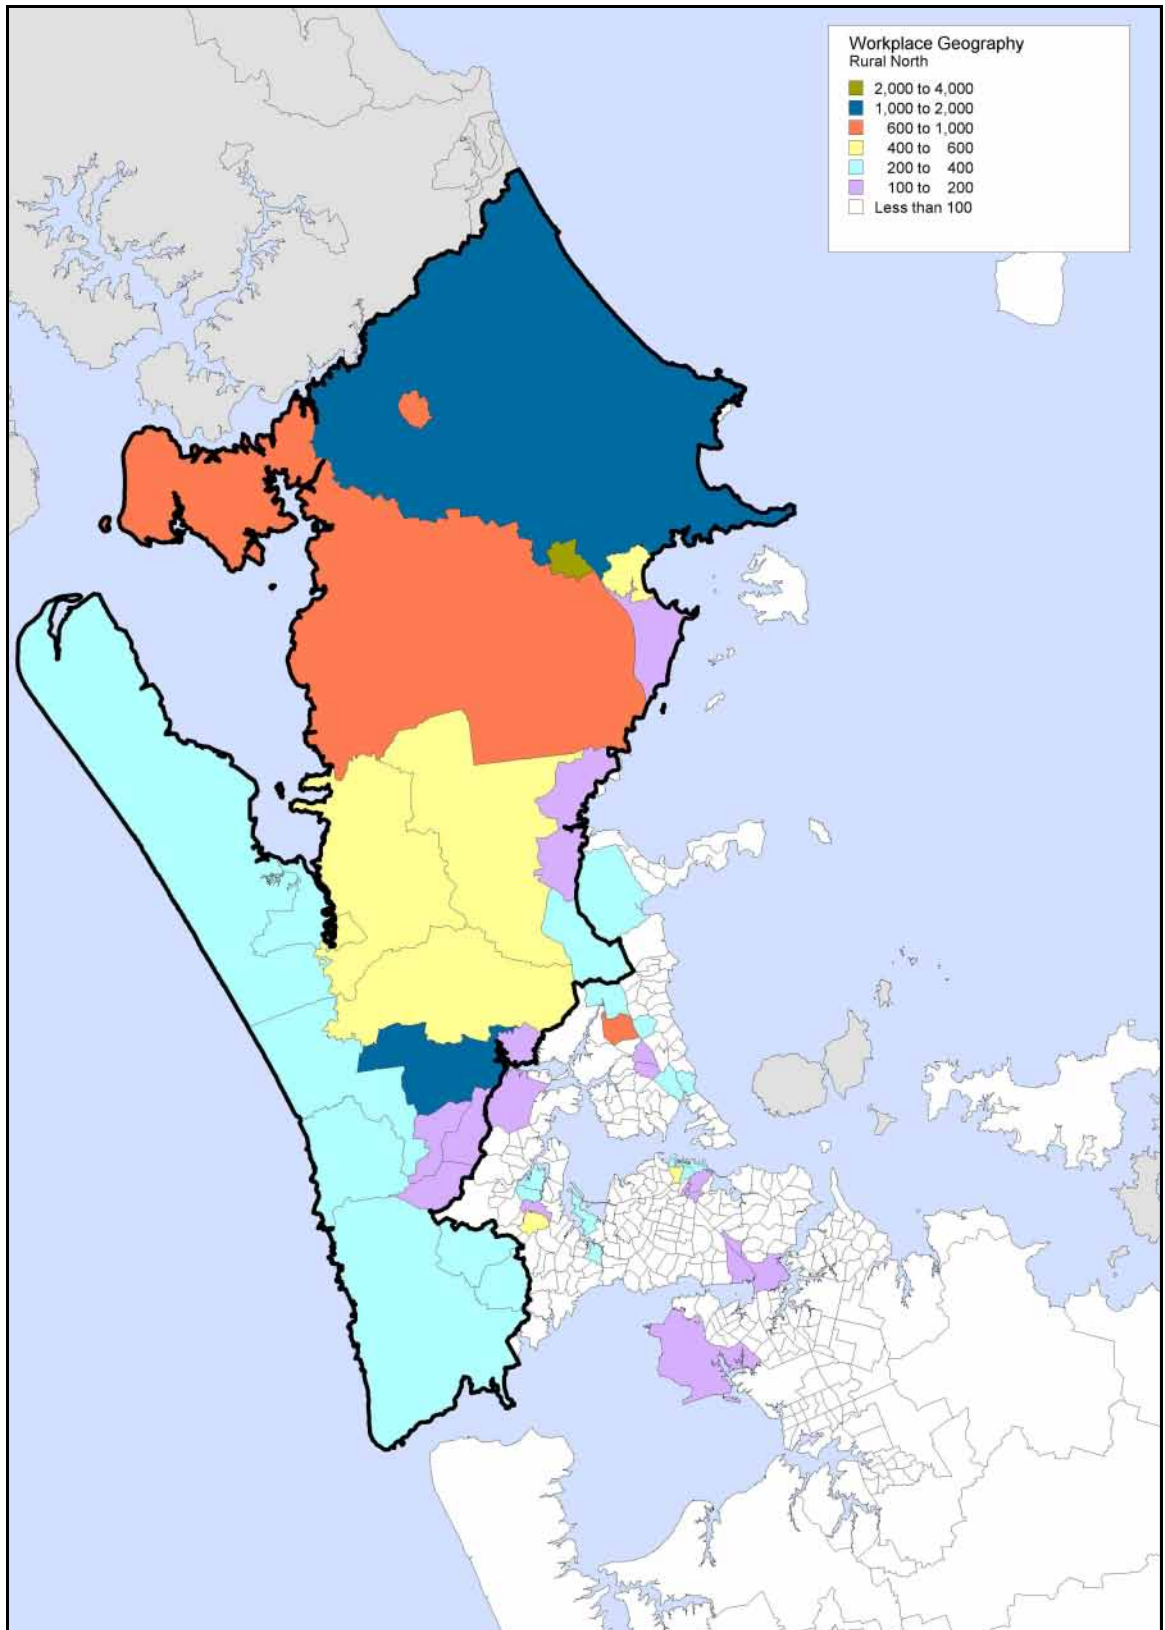 Workplace Geography
Rural North
2,000 to 4,000
1,000 to 2,000
600 to 1,000
400 to 600
200 to 400
100 to 200
Less than 100